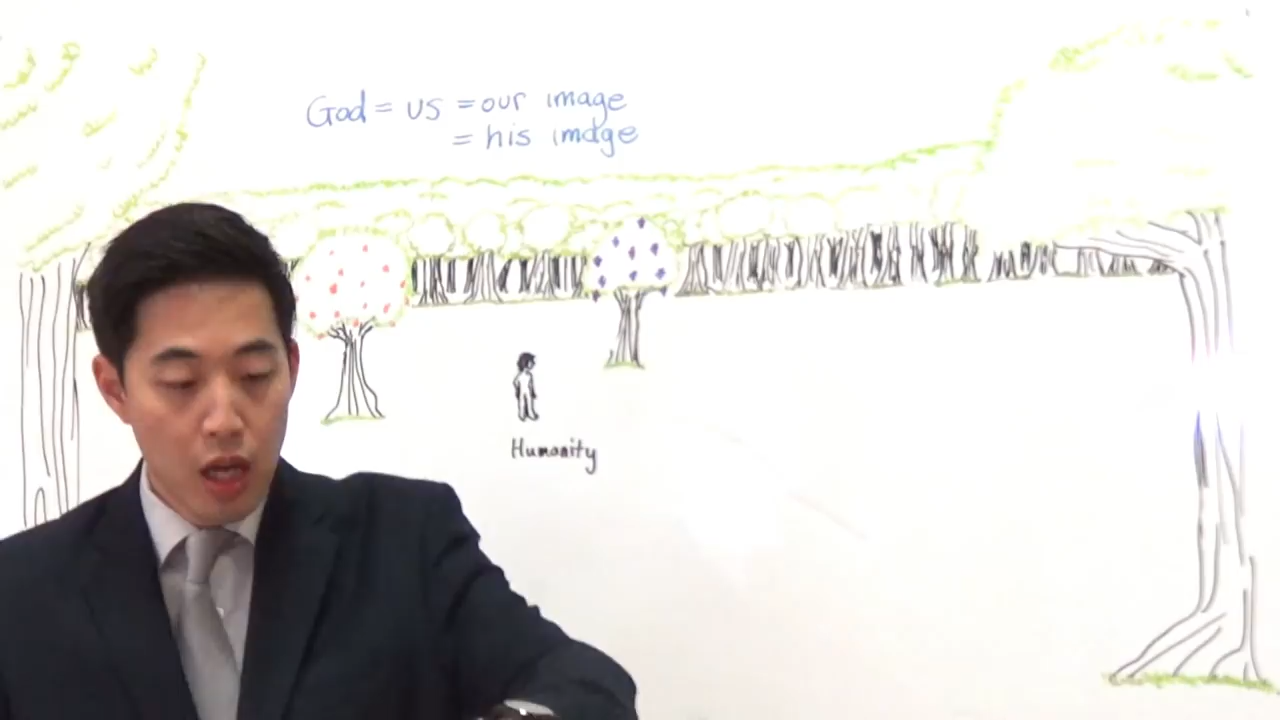 God = us = our image
= his image
Humanity